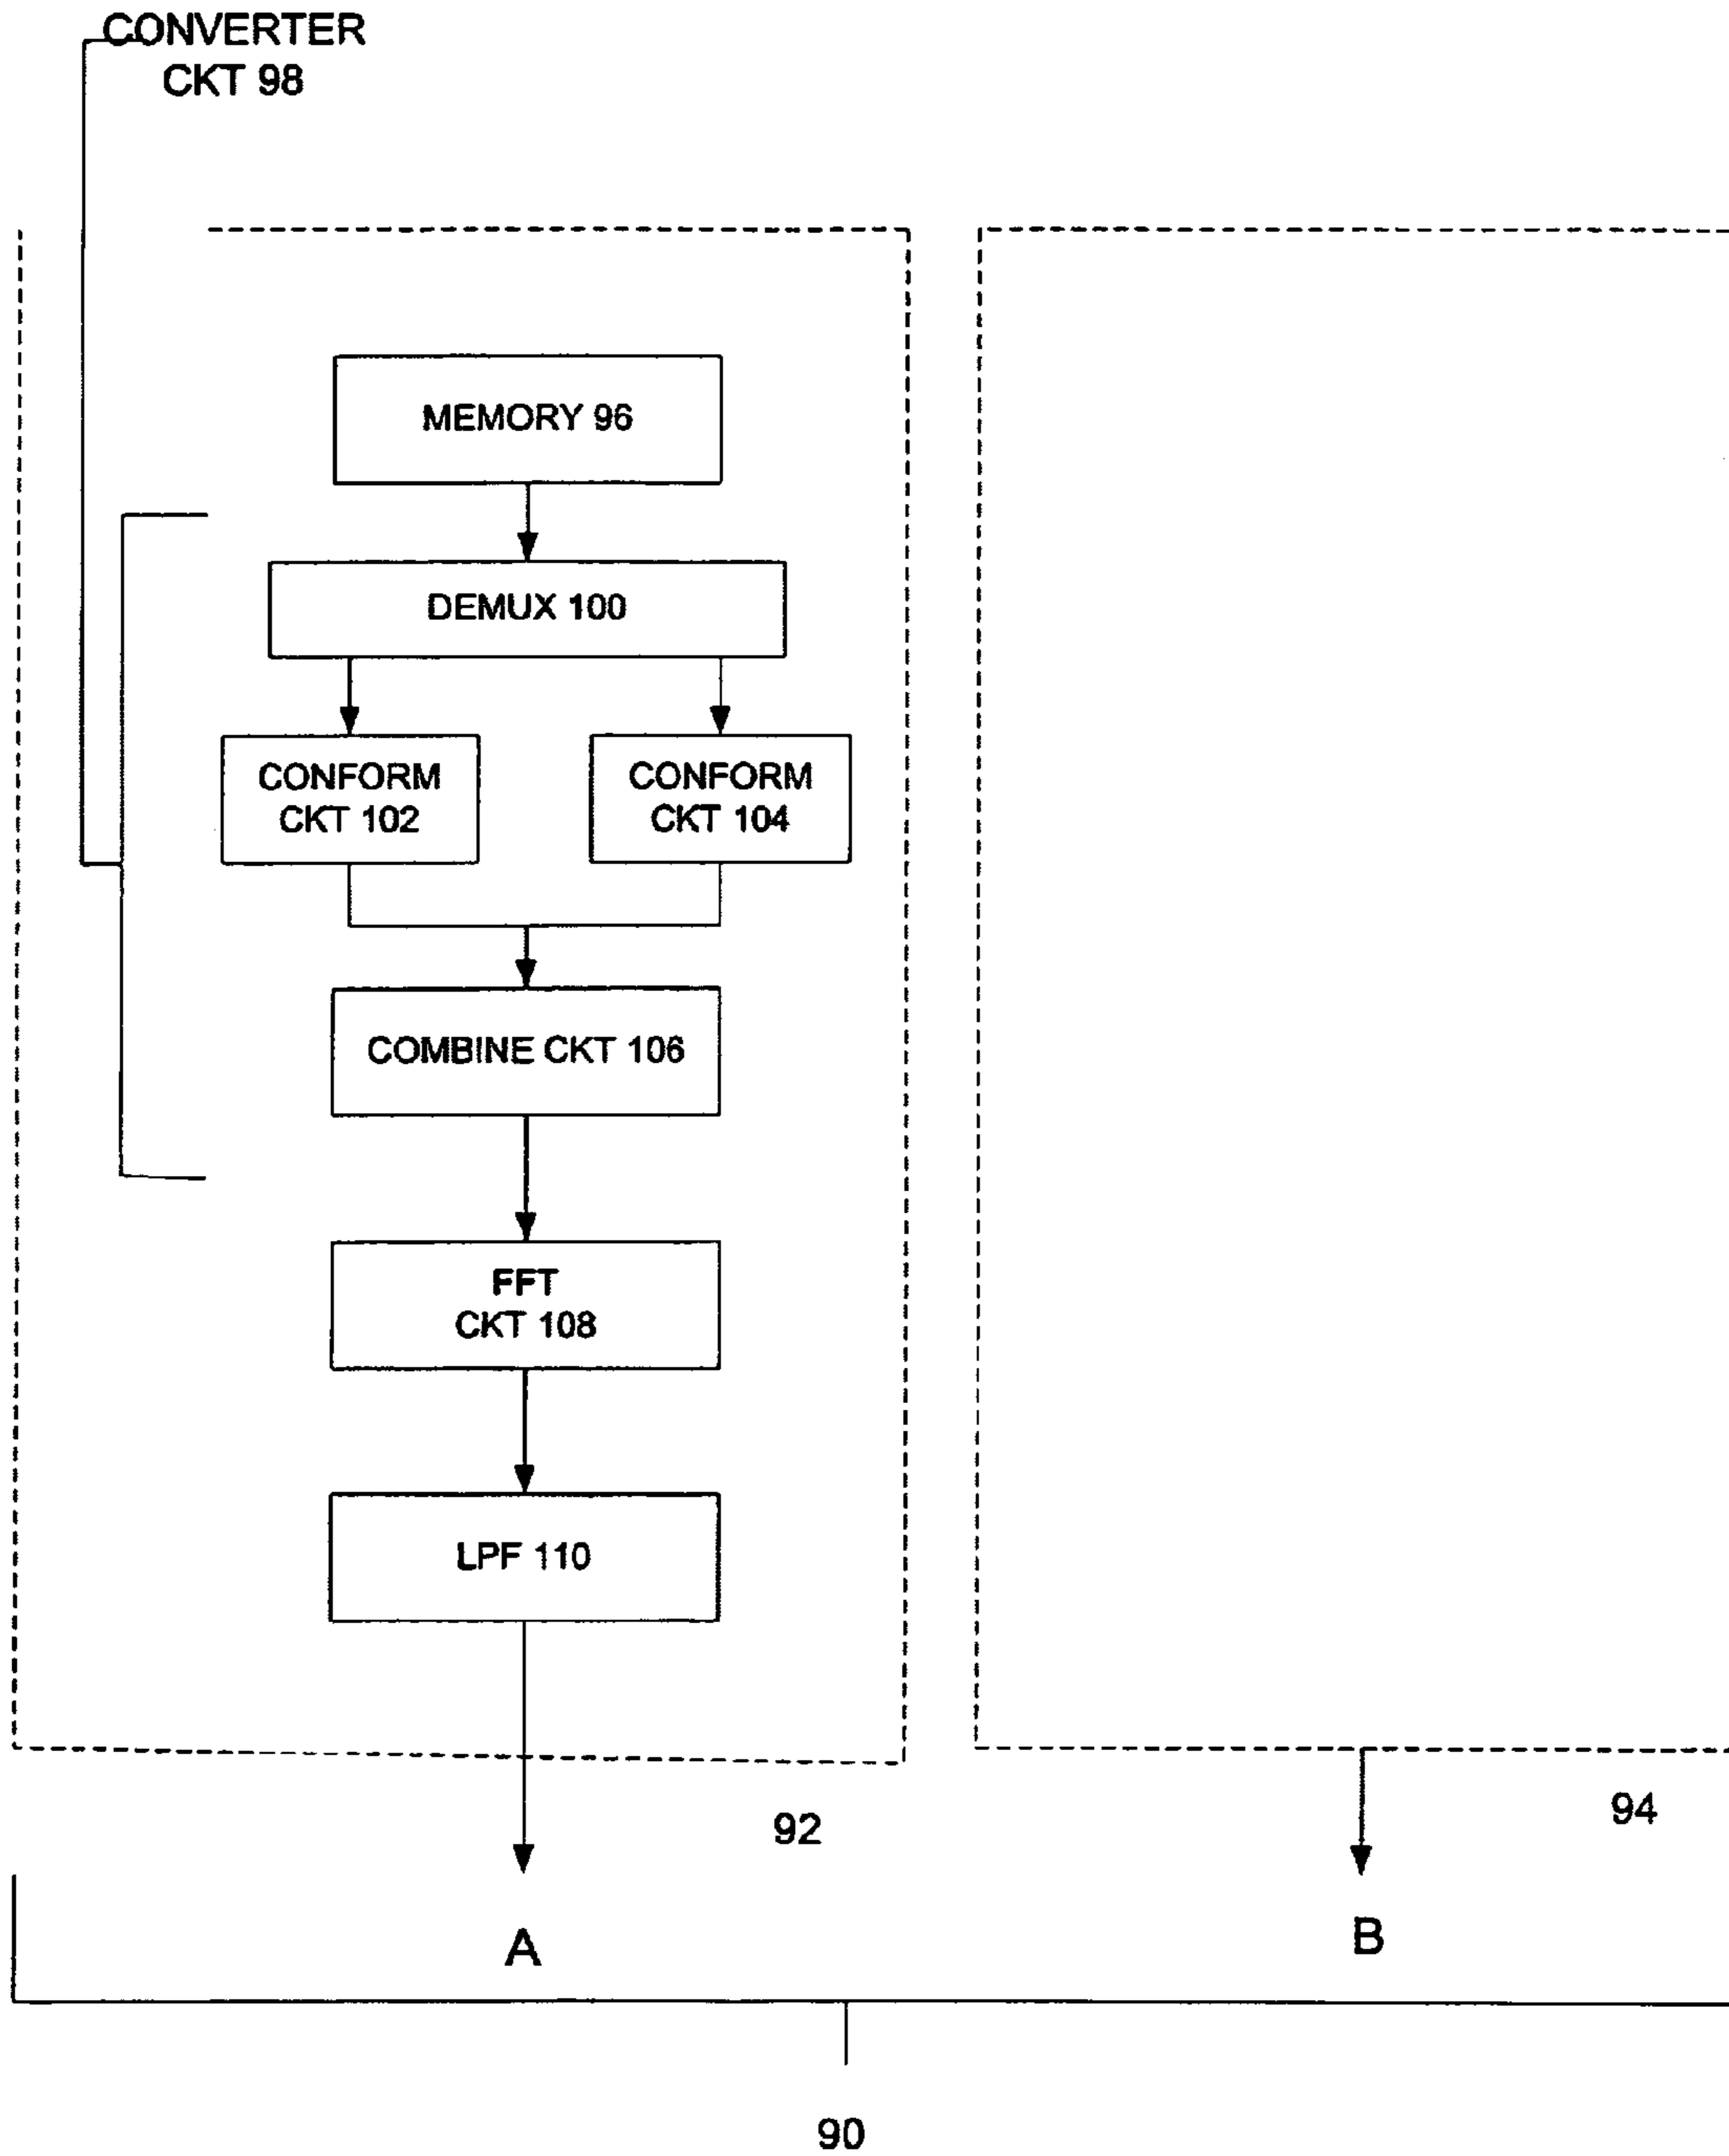 CONVERTER
CKT 98
MEMORY 96
DEMUX 100
CONFORM
CKT 102
CONFORM
CKT 104
COMBINE CKT 106
FFT
CKT 108
LPF 110
92
94
A
B
90